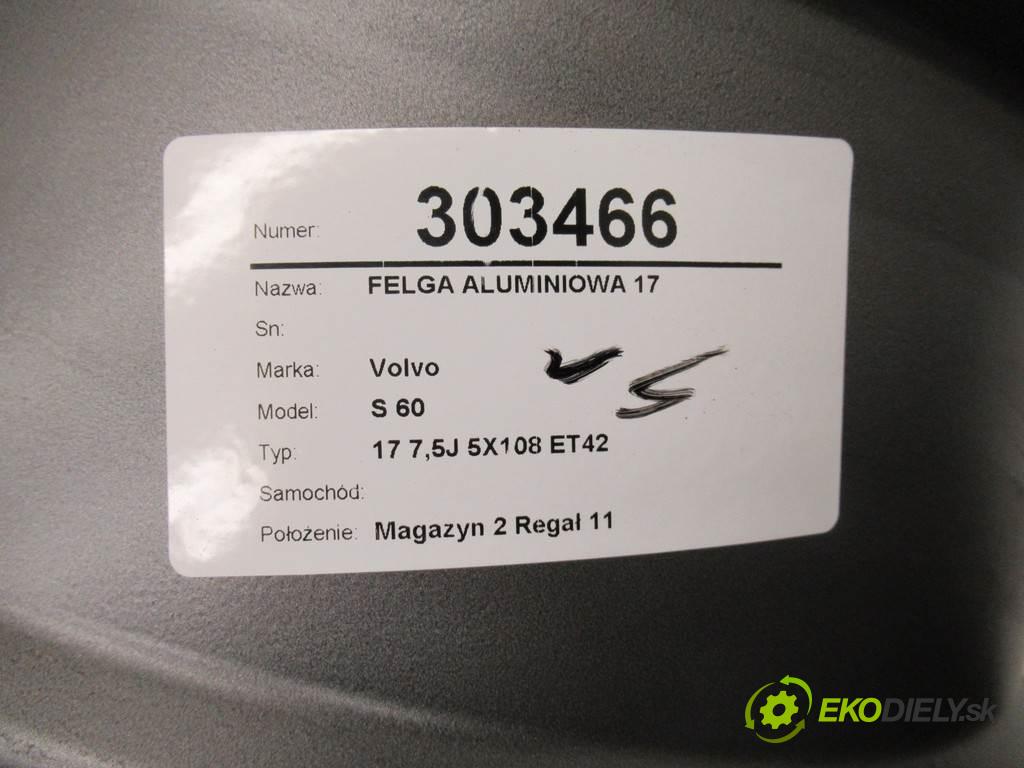 Numer: 303466
Nazwa: FELGA ALUMINIOWA 17
Sn:
Marka: Volvo
Model: S 60
Typ: 17 7,5J 5X108 ET42
Samochód:
Położenie: Magazyn 2 Regał 11
EKODIELY.sk